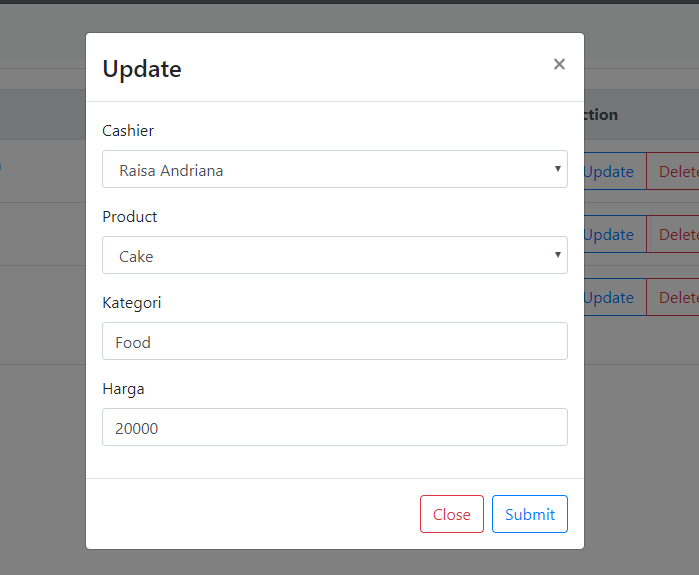 Update
×
Cashier
Raisa Andriana
Product
Cake
Kategori
Food
Harga
20000
Close Submit
ction
Update Delete
Update Delete
Update Delete